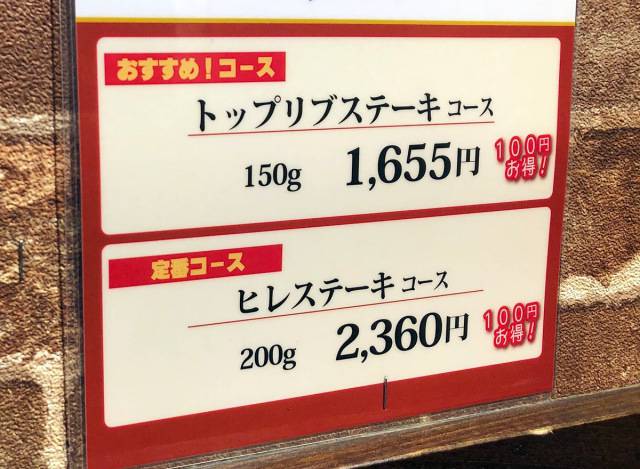 おすすめ!コース
トップリブステーキ コース
150g 1,655円
100円
お得!
定番コース
ヒレステーキ コース
200g 2,360円
100円
お得!